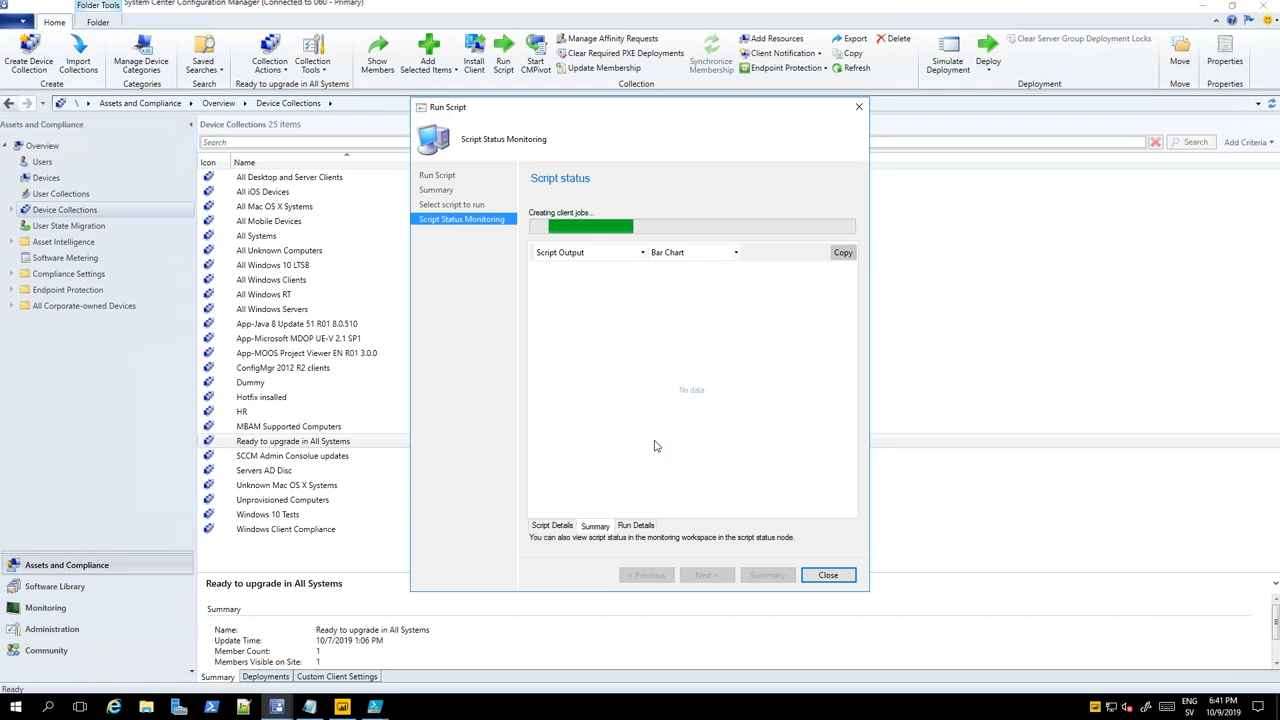 Folder Tools
System Center Configuration Manager (Connected to 060 - Primary)
Home
Folder
Create Device Collection
Import Collections
Create
Manage Device Categories
Categories
Saved Searches
Search
Collection Actions
Collection Tools
Ready to upgrade in All Systems
Show Members
Add Selected Items
Install Client
Run Script
Start CMPivot
Manage Affinity Requests
Clear Required PXE Deployments
Update Membership
Synchronize Membership
Add Resources
Client Notification
Endpoint Protection
Export
Copy
Refresh
Delete
Collection
Simulate Deployment
Deploy
Clear Server Group Deployment Locks
Deployment
Move
Move
Properties
Properties
\ Assets and Compliance Overview Device Collections
Assets and Compliance
Overview
Users
Devices
User Collections
Device Collections
User State Migration
Asset Intelligence
Software Metering
Compliance Settings
Endpoint Protection
All Corporate-owned Devices
Assets and Compliance
Software Library
Monitoring
Administration
Community
Device Collections 25 items
Search
Search
Add Criteria
Icon Name
All Desktop and Server Clients
All iOS Devices
All Mac OS X Systems
All Mobile Devices
All Systems
All Unknown Computers
All Windows 10 LTSB
All Windows Clients
All Windows RT
All Windows Servers
App-Java 8 Update 51 R01 8.0.510
App-Microsoft MDOP UE-V 2.1 SP1
App-MOOS Project Viewer EN R01 3.0.0
ConfigMgr 2012 R2 clients
Dummy
Hotfix insalled
HR
MBAM Supported Computers
Ready to upgrade in All Systems
SCCM Admin Consolue updates
Servers AD Disc
Unknown Mac OS X Systems
Unprovisioned Computers
Windows 10 Tests
Windows Client Compliance
Run Script
Script Status Monitoring
Run Script
Summary
Select script to run
Script Status Monitoring
Script status
Creating client jobs...
Script Output
Bar Chart
Copy
No data.
Script Details Summary Run Details
You can also view script status in the monitoring workspace in the script status node.
< Previous
Next >
Summary
Close
Ready to upgrade in All Systems
Summary
Name: Ready to upgrade in All Systems
Update Time: 10/7/2019 1:06 PM
Member Count: 1
Members Visible on Site: 1
Summary Deployments Custom Client Settings
Ready
ENG
SV
6:41 PM
10/9/2019